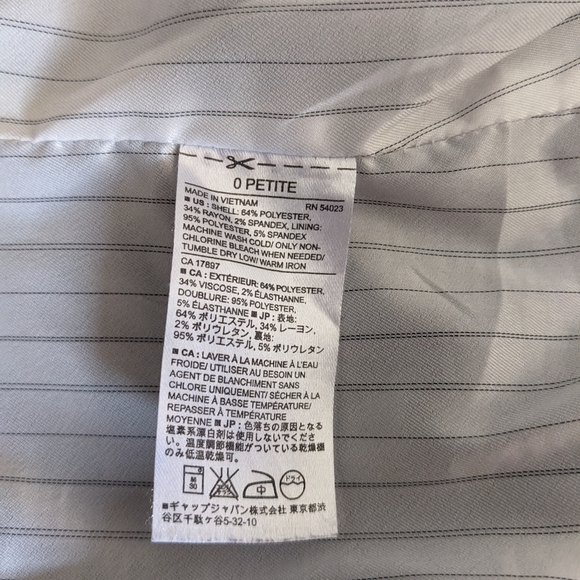 0 PETITE
MADE IN VIETNAM RN 54023
■ US : SHELL: 64% POLYESTER,
34% RAYON, 2% SPANDEX, LINING:
95% POLYESTER, 5% SPANDEX
MACHINE WASH COLD/ ONLY NON-
CHLORINE BLEACH WHEN NEEDED/
TUMBLE DRY LOW/ WARM IRON
CA 17897
■ CA : EXTÉRIEUR: 64% POLYESTER,
34% VISCOSE, 2% ÉLASTHANNE,
DOUBLURE: 95% POLYESTER,
5% ÉLASTHANNE ■ JP : 表地:
64% ポリエステル, 34% レーヨン,
2% ポリウレタン, 裏地:
95% ポリエステル, 5% ポリウレタン
■ CA : LAVER À LA MACHINE À L'EAU
FROIDE/ UTILISER AU BESOIN UN
AGENT DE BLANCHIMENT SANS
CHLORE UNIQUEMENT/ SÉCHER À LA
MACHINE À BASSE TEMPÉRATURE/
REPASSER À TEMPÉRATURE
MOYENNE ■ JP : 色落ちの原因となる
塩素系漂白剤は使用しないでくだ
さい。温度調節機能がついている乾燥機
のみ低温乾燥可。
中
ドライ
■ギャップジャパン株式会社 東京都渋
谷区千駄ヶ谷5-32-10